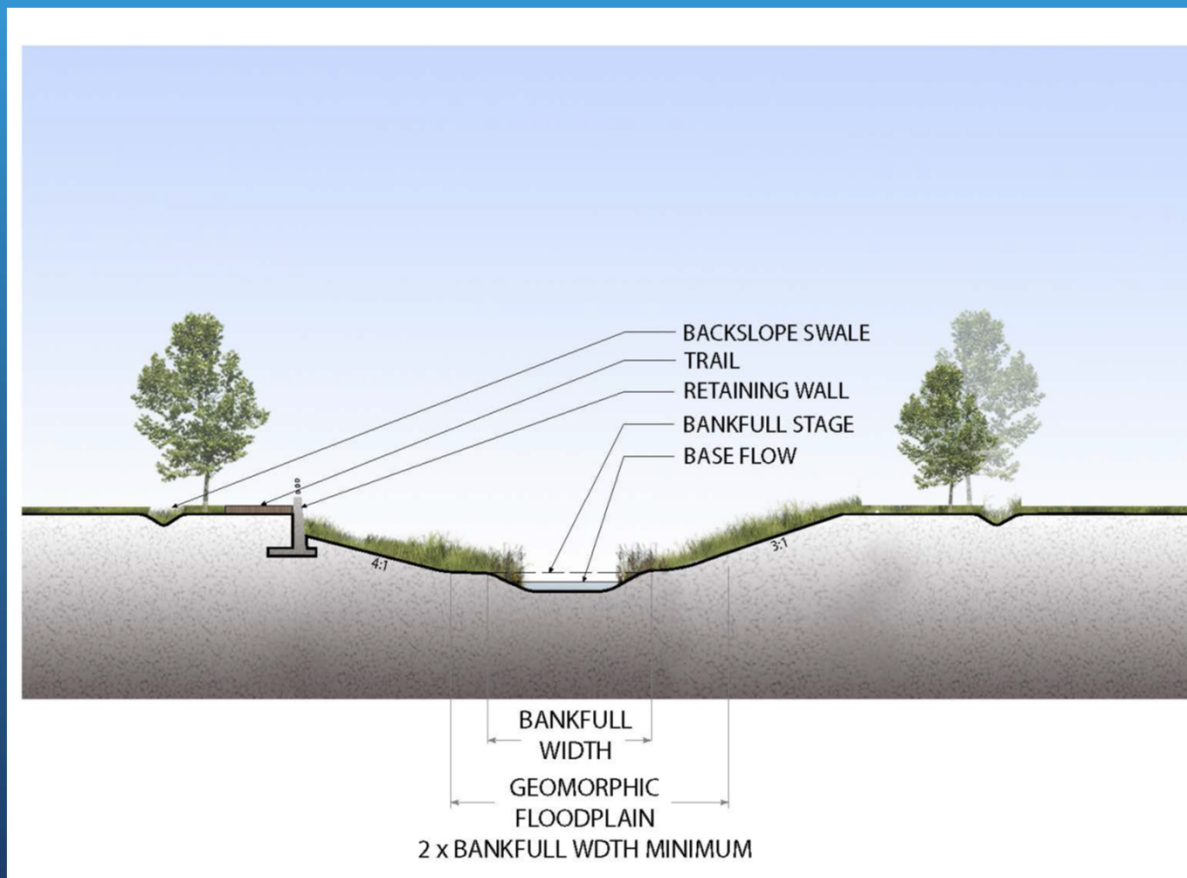 BACKSLOPE SWALE
TRAIL
RETAINING WALL
BANKFULL STAGE
BASE FLOW
4:1
3:1
BANKFULL
WIDTH
GEOMORPHIC
FLOODPLAIN
2 x BANKFULL WDTH MINIMUM